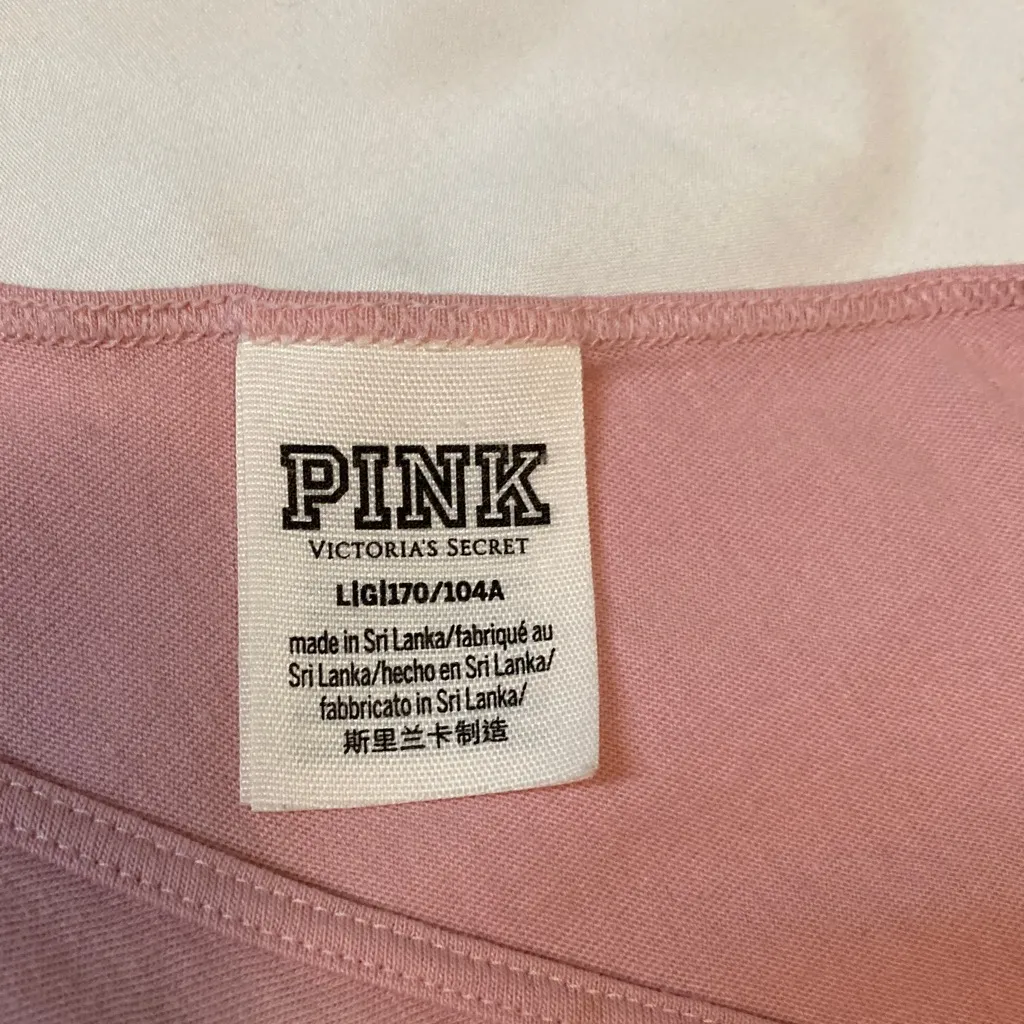 PINK
VICTORIA'S SECRET
L|G|170/104A
made in Sri Lanka/fabriqué au
Sri Lanka/hecho en Sri Lanka/
fabbricato in Sri Lanka/
斯里兰卡制造